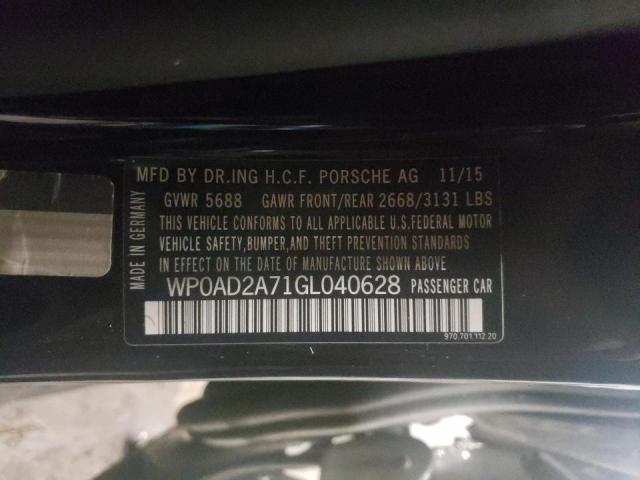 MFD BY DR.ING H.C.F. PORSCHE AG 11/15
GVWR 5688 GAWR FRONT/REAR 2668/3131 LBS
THIS VEHICLE CONFORMS TO ALL APPLICABLE U.S.FEDERAL MOTOR
VEHICLE SAFETY,BUMPER,AND THEFT PREVENTION STANDARDS
IN EFFECT ON DATE OF MANUFACTURE SHOWN ABOVE
WP0AD2A71GL040628 PASSENGER CAR
MADE IN GERMANY
970.701.112.20